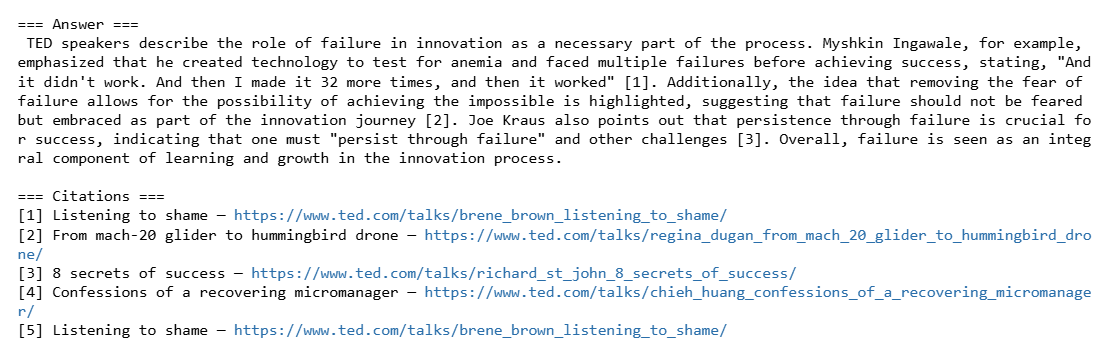 === Answer ===
TED speakers describe the role of failure in innovation as a necessary part of the process. Myshkin Ingawale, for example,
emphasized that he created technology to test for anemia and faced multiple failures before achieving success, stating, "And
it didn't work. And then I made it 32 more times, and then it worked" [1]. Additionally, the idea that removing the fear of
failure allows for the possibility of achieving the impossible is highlighted, suggesting that failure should not be feared
but embraced as part of the innovation journey [2]. Joe Kraus also points out that persistence through failure is crucial fo
r success, indicating that one must "persist through failure" and other challenges [3]. Overall, failure is seen as an integ
ral component of learning and growth in the innovation process.
=== Citations ===
[1] Listening to shame — https://www.ted.com/talks/brene_brown_listening_to_shame/
[2] From mach-20 glider to hummingbird drone — https://www.ted.com/talks/regina_dugan_from_mach_20_glider_to_hummingbird_dro
ne/
[3] 8 secrets of success — https://www.ted.com/talks/richard_st_john_8_secrets_of_success/
[4] Confessions of a recovering micromanager — https://www.ted.com/talks/chieh_huang_confessions_of_a_recovering_micromanage
r/
[5] Listening to shame — https://www.ted.com/talks/brene_brown_listening_to_shame/